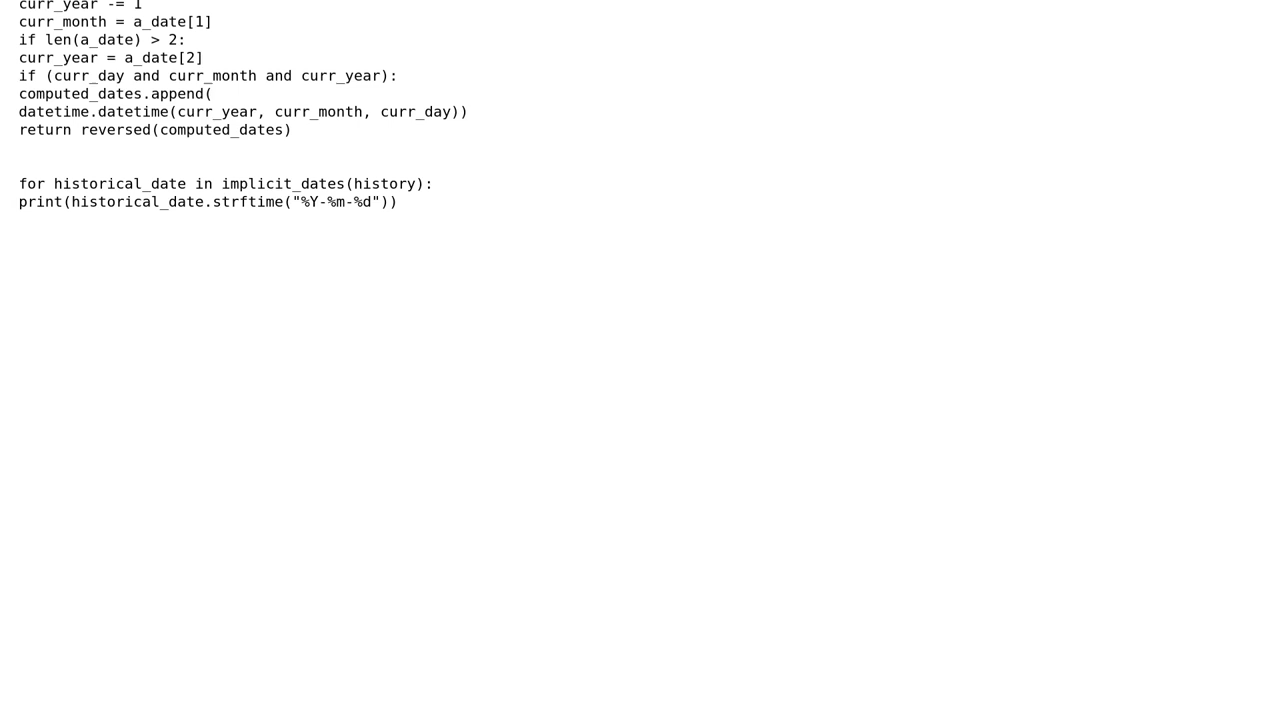 curr_year -= 1
curr_month = a_date[1]
if len(a_date) > 2:
curr_year = a_date[2]
if (curr_day and curr_month and curr_year):
computed_dates.append(
datetime.datetime(curr_year, curr_month, curr_day))
return reversed(computed_dates)
for historical_date in implicit_dates(history):
print(historical_date.strftime("%Y-%m-%d"))